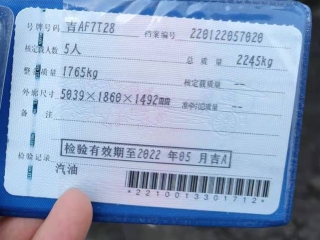 号牌号码 吉AF7T28 档案编号 220122057020
核定载人数 5人 总质量 2245kg
整备质量 1765kg 核定载质量 --
外廓尺寸 5039×1860×1492mm 准牵引总质量 --
备注
检验有效期至2022年05月吉A
检验记录
汽油
*2210013301712*